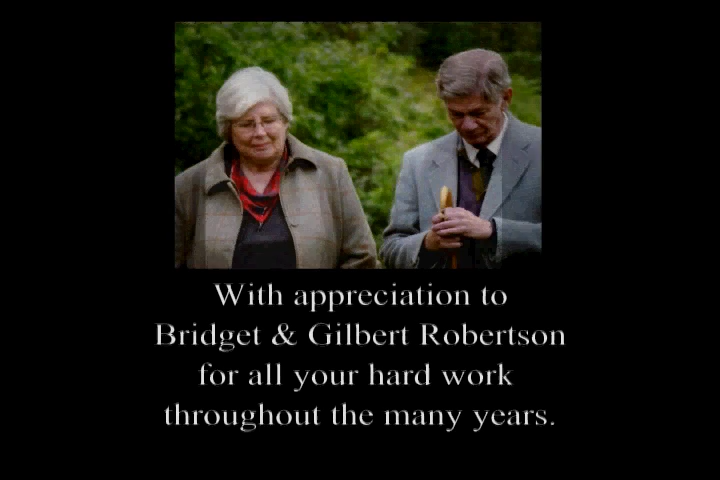 With appreciation to
Bridget & Gilbert Robertson
for all your hard work
throughout the many years.